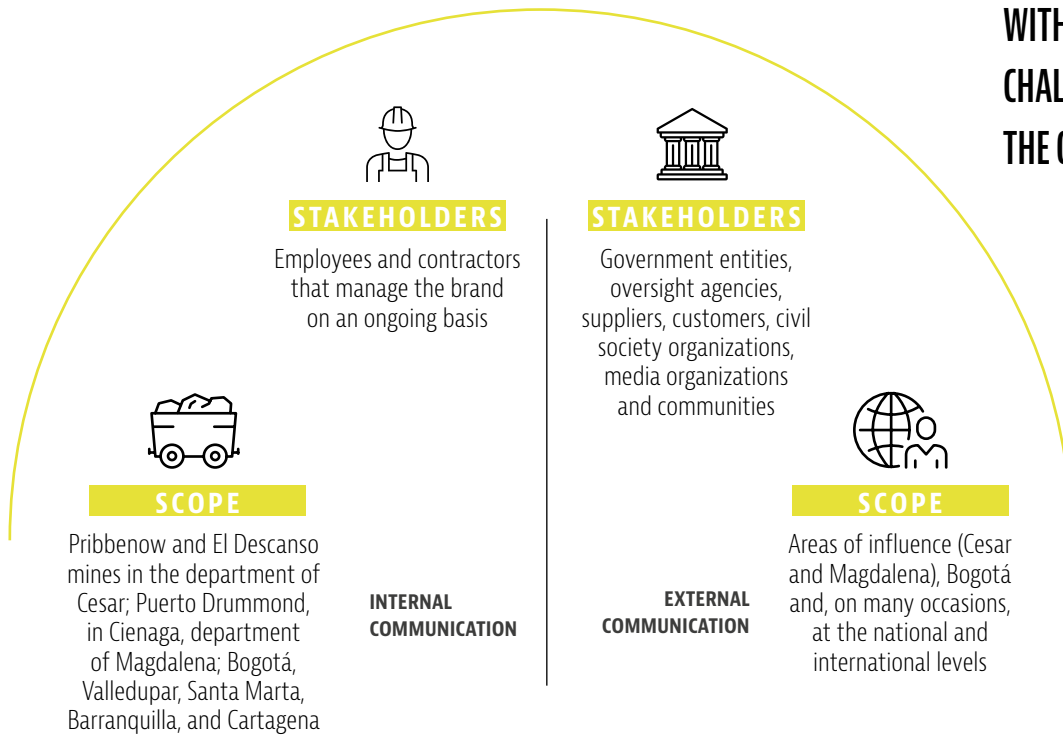 WITH
THE
STAKEHOLDERS
Employees and contractors
that manage the brand
on an ongoing basis
STAKEHOLDERS
Government entities,
oversight agencies,
suppliers, customers, civil
society organizations,
media organizations
and communities
SCOPE
Pribbenow and El Descanso
mines in the department of
Cesar; Puerto Drummond,
in Cienaga, department
of Magdalena; Bogotá,
Valledupar, Santa Marta,
Barranquilla, and Cartagena
INTERNAL
COMMUNICATION
EXTERNAL
COMMUNICATION
SCOPE
Areas of influence (Cesar
and Magdalena), Bogotá
and, on many occasions,
at the national and
international levels